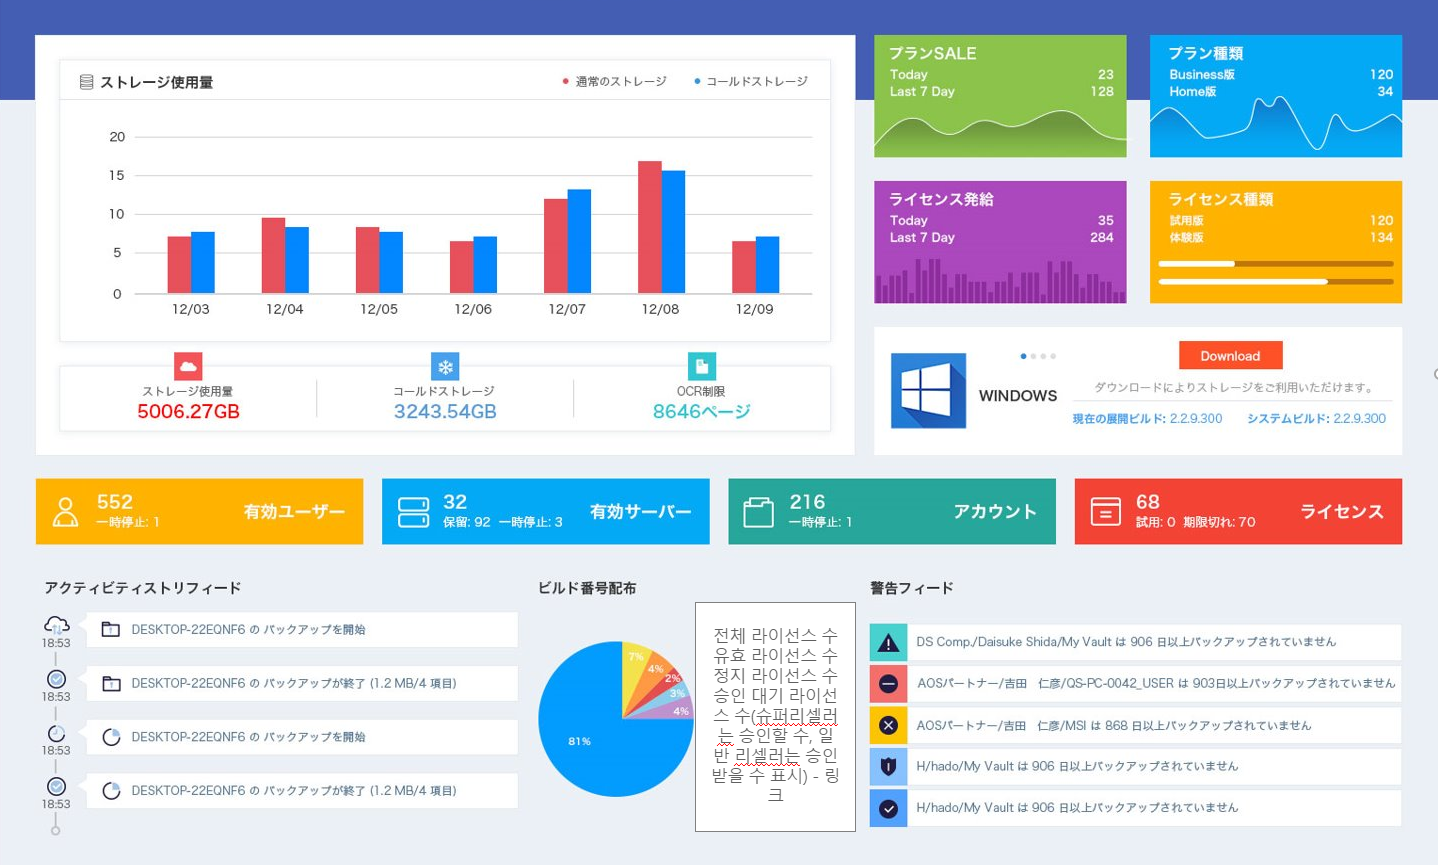 ストレージ使用量
通常のストレージ
コールドストレージ
20
15
10
5
0
12/03
12/04
12/05
12/06
12/07
12/08
12/09
ストレージ使用量
5006.27GB
コールドストレージ
3243.54GB
OCR制限
8646ページ
プランSALE
Today 23
Last 7 Day 128
プラン種類
Business版 120
Home版 34
ライセンス発給
Today 35
Last 7 Day 284
ライセンス種類
試用版 120
体験版 134
WINDOWS
Download
ダウンロードによりストレージをご利用いただけます。
現在の展開ビルド: 2.2.9.300 システムビルド: 2.2.9.300
552
一時停止: 1
有効ユーザー
32
保留: 92 一時停止: 3
有効サーバー
216
一時停止: 1
アカウント
68
試用: 0 期限切れ: 70
ライセンス
アクティビティストリフィード
18:53
DESKTOP-22EQNF6 の バックアップを開始
18:53
DESKTOP-22EQNF6 の バックアップが終了 (1.2 MB/4 項目)
18:53
DESKTOP-22EQNF6 の バックアップを開始
18:53
DESKTOP-22EQNF6 の バックアップが終了 (1.2 MB/4 項目)
ビルド番号配布
7%
4%
2%
3%
4%
81%
전체 라이선스 수
유효 라이선스 수
정지 라이선스 수
승인 대기 라이선
스 수(슈퍼리셀러
는 승인할 수, 일
반 리셀러는 승인
받을 수 표시) - 링
크
警告フィード
DS Comp./Daisuke Shida/My Vault は 906 日以上バックアップされていません
AOSパートナー/吉田 仁彦/QS-PC-0042_USER は 903日以上バックアップされていません
AOSパートナー/吉田 仁彦/MSI は 868 日以上バックアップされていません
H/hado/My Vault は 906 日以上バックアップされていません
H/hado/My Vault は 906 日以上バックアップされていません